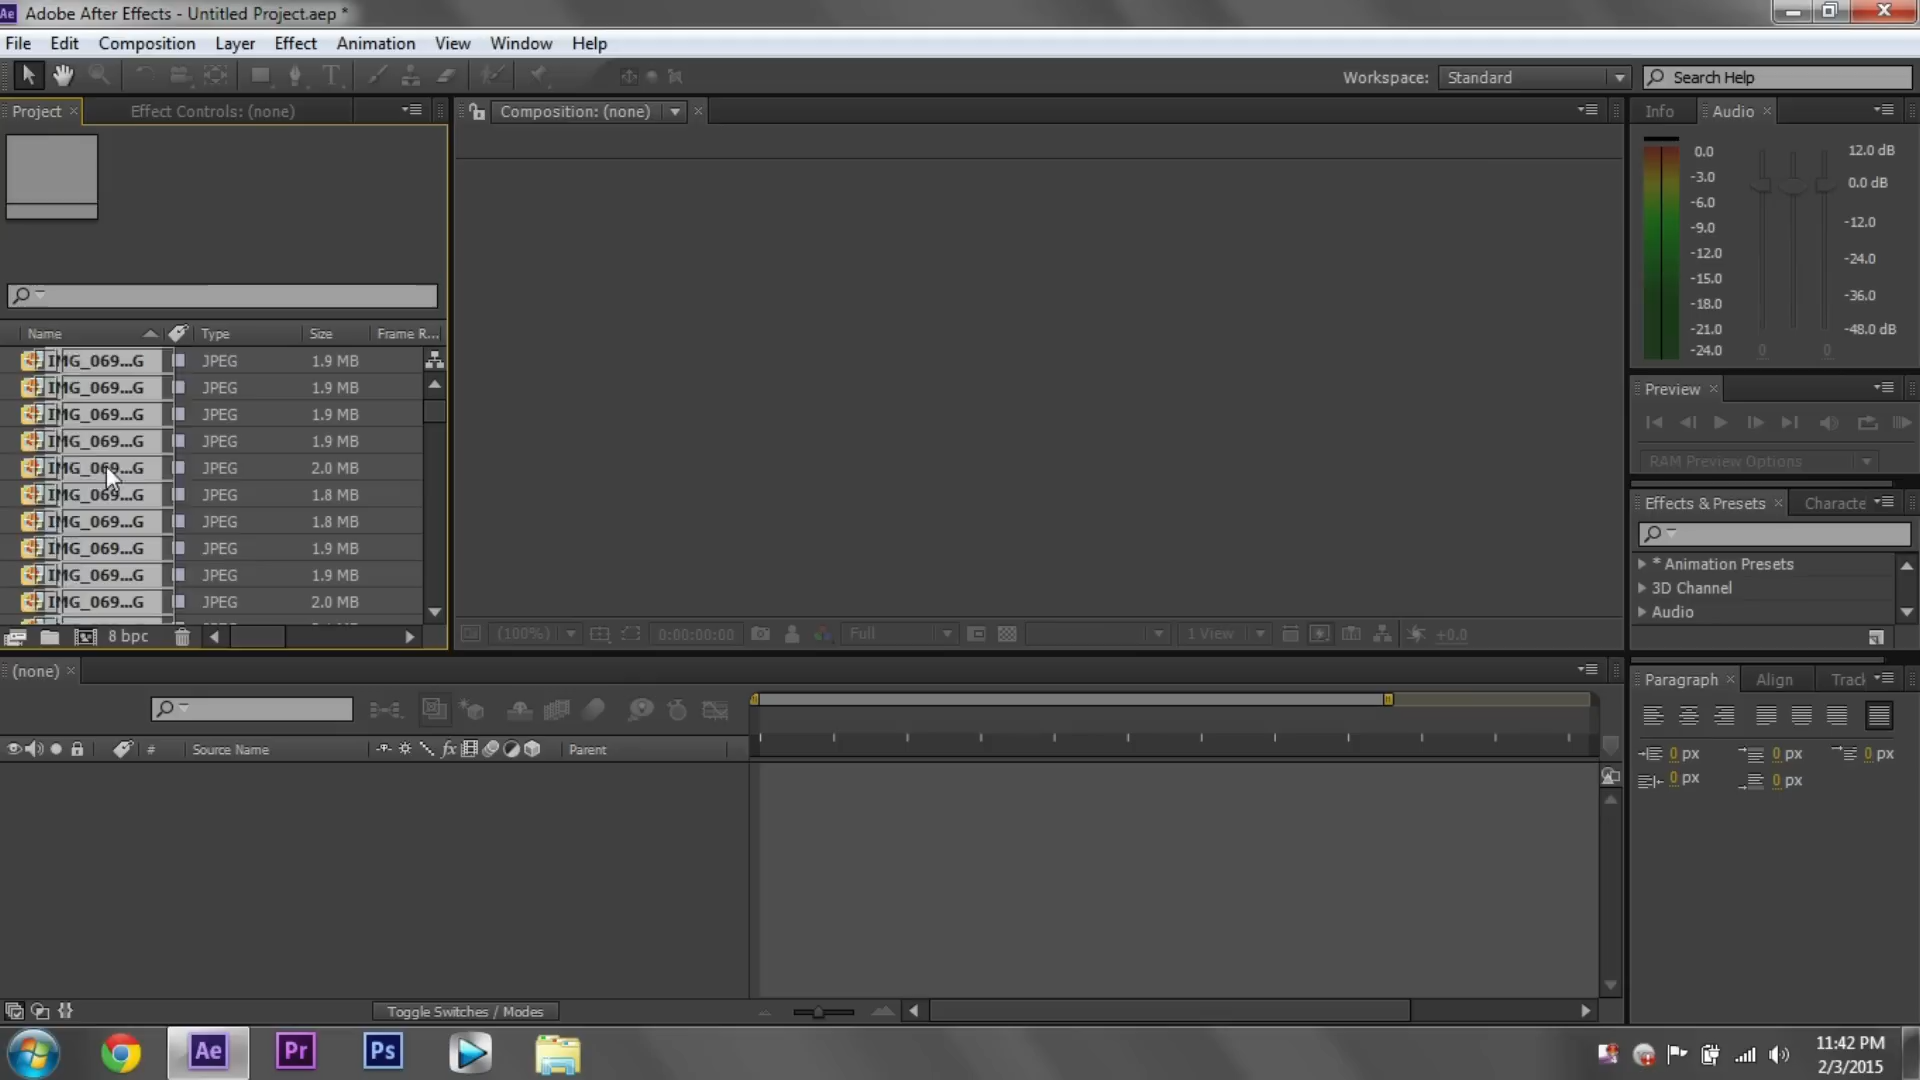 Ae Adobe After Effects - Untitled Project.aep *
File Edit Composition Layer Effect Animation View Window Help
Workspace: Standard Search Help
Project Effect Controls: (none) Composition: (none) Info Audio
0.0 12.0 dB
-3.0 0.0 dB
-6.0
-9.0 -12.0
-12.0 -24.0
-15.0 -36.0
-18.0
-21.0 -48.0 dB
-24.0 0 0
Name Type Size Frame R...
IMG_069...G JPEG 1.9 MB
IMG_069...G JPEG 1.9 MB
IMG_069...G JPEG 1.9 MB
IMG_069...G JPEG 1.9 MB
IMG_069...G JPEG 2.0 MB
IMG_069...G JPEG 1.8 MB
IMG_069...G JPEG 1.8 MB
IMG_069...G JPEG 1.9 MB
IMG_069...G JPEG 1.9 MB
IMG_069...G JPEG 2.0 MB
8 bpc
Preview
RAM Preview Options
Effects & Presets Characte
* Animation Presets
3D Channel
Audio
(100%) 0:00:00:00 Full 1 View +0.0
(none)
# Source Name fx Parent
Paragraph Align Track
0 px 0 px 0 px
0 px 0 px
Toggle Switches / Modes
Ae Pr Ps
11:42 PM
2/3/2015